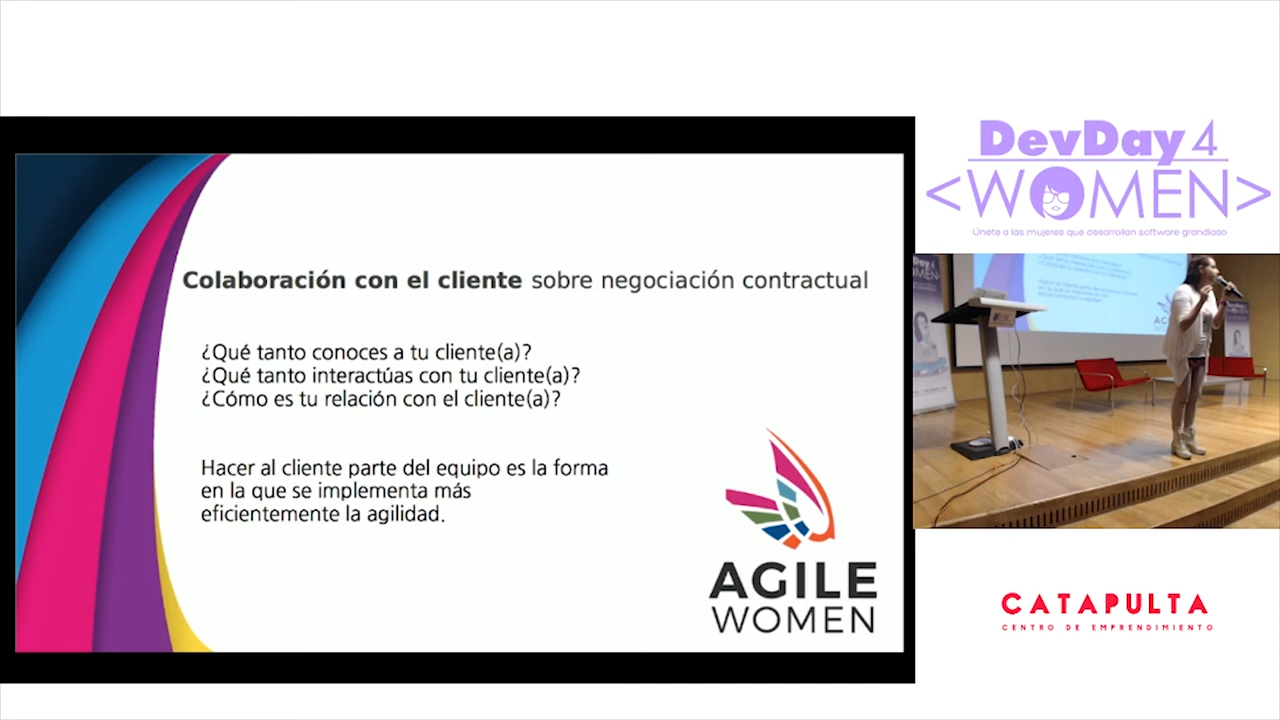 Colaboración con el cliente sobre negociación contractual
¿Qué tanto conoces a tu cliente(a)?
¿Qué tanto interactúas con tu cliente(a)?
¿Cómo es tu relación con el cliente(a)?
Hacer al cliente parte del equipo es la forma
en la que se implementa más
eficientemente la agilidad.
AGILE
WOMEN
DevDay4
<WOMEN>
Únete a las mujeres que desarrollan software grandioso
CATAPULTA
CENTRO DE EMPRENDIMIENTO